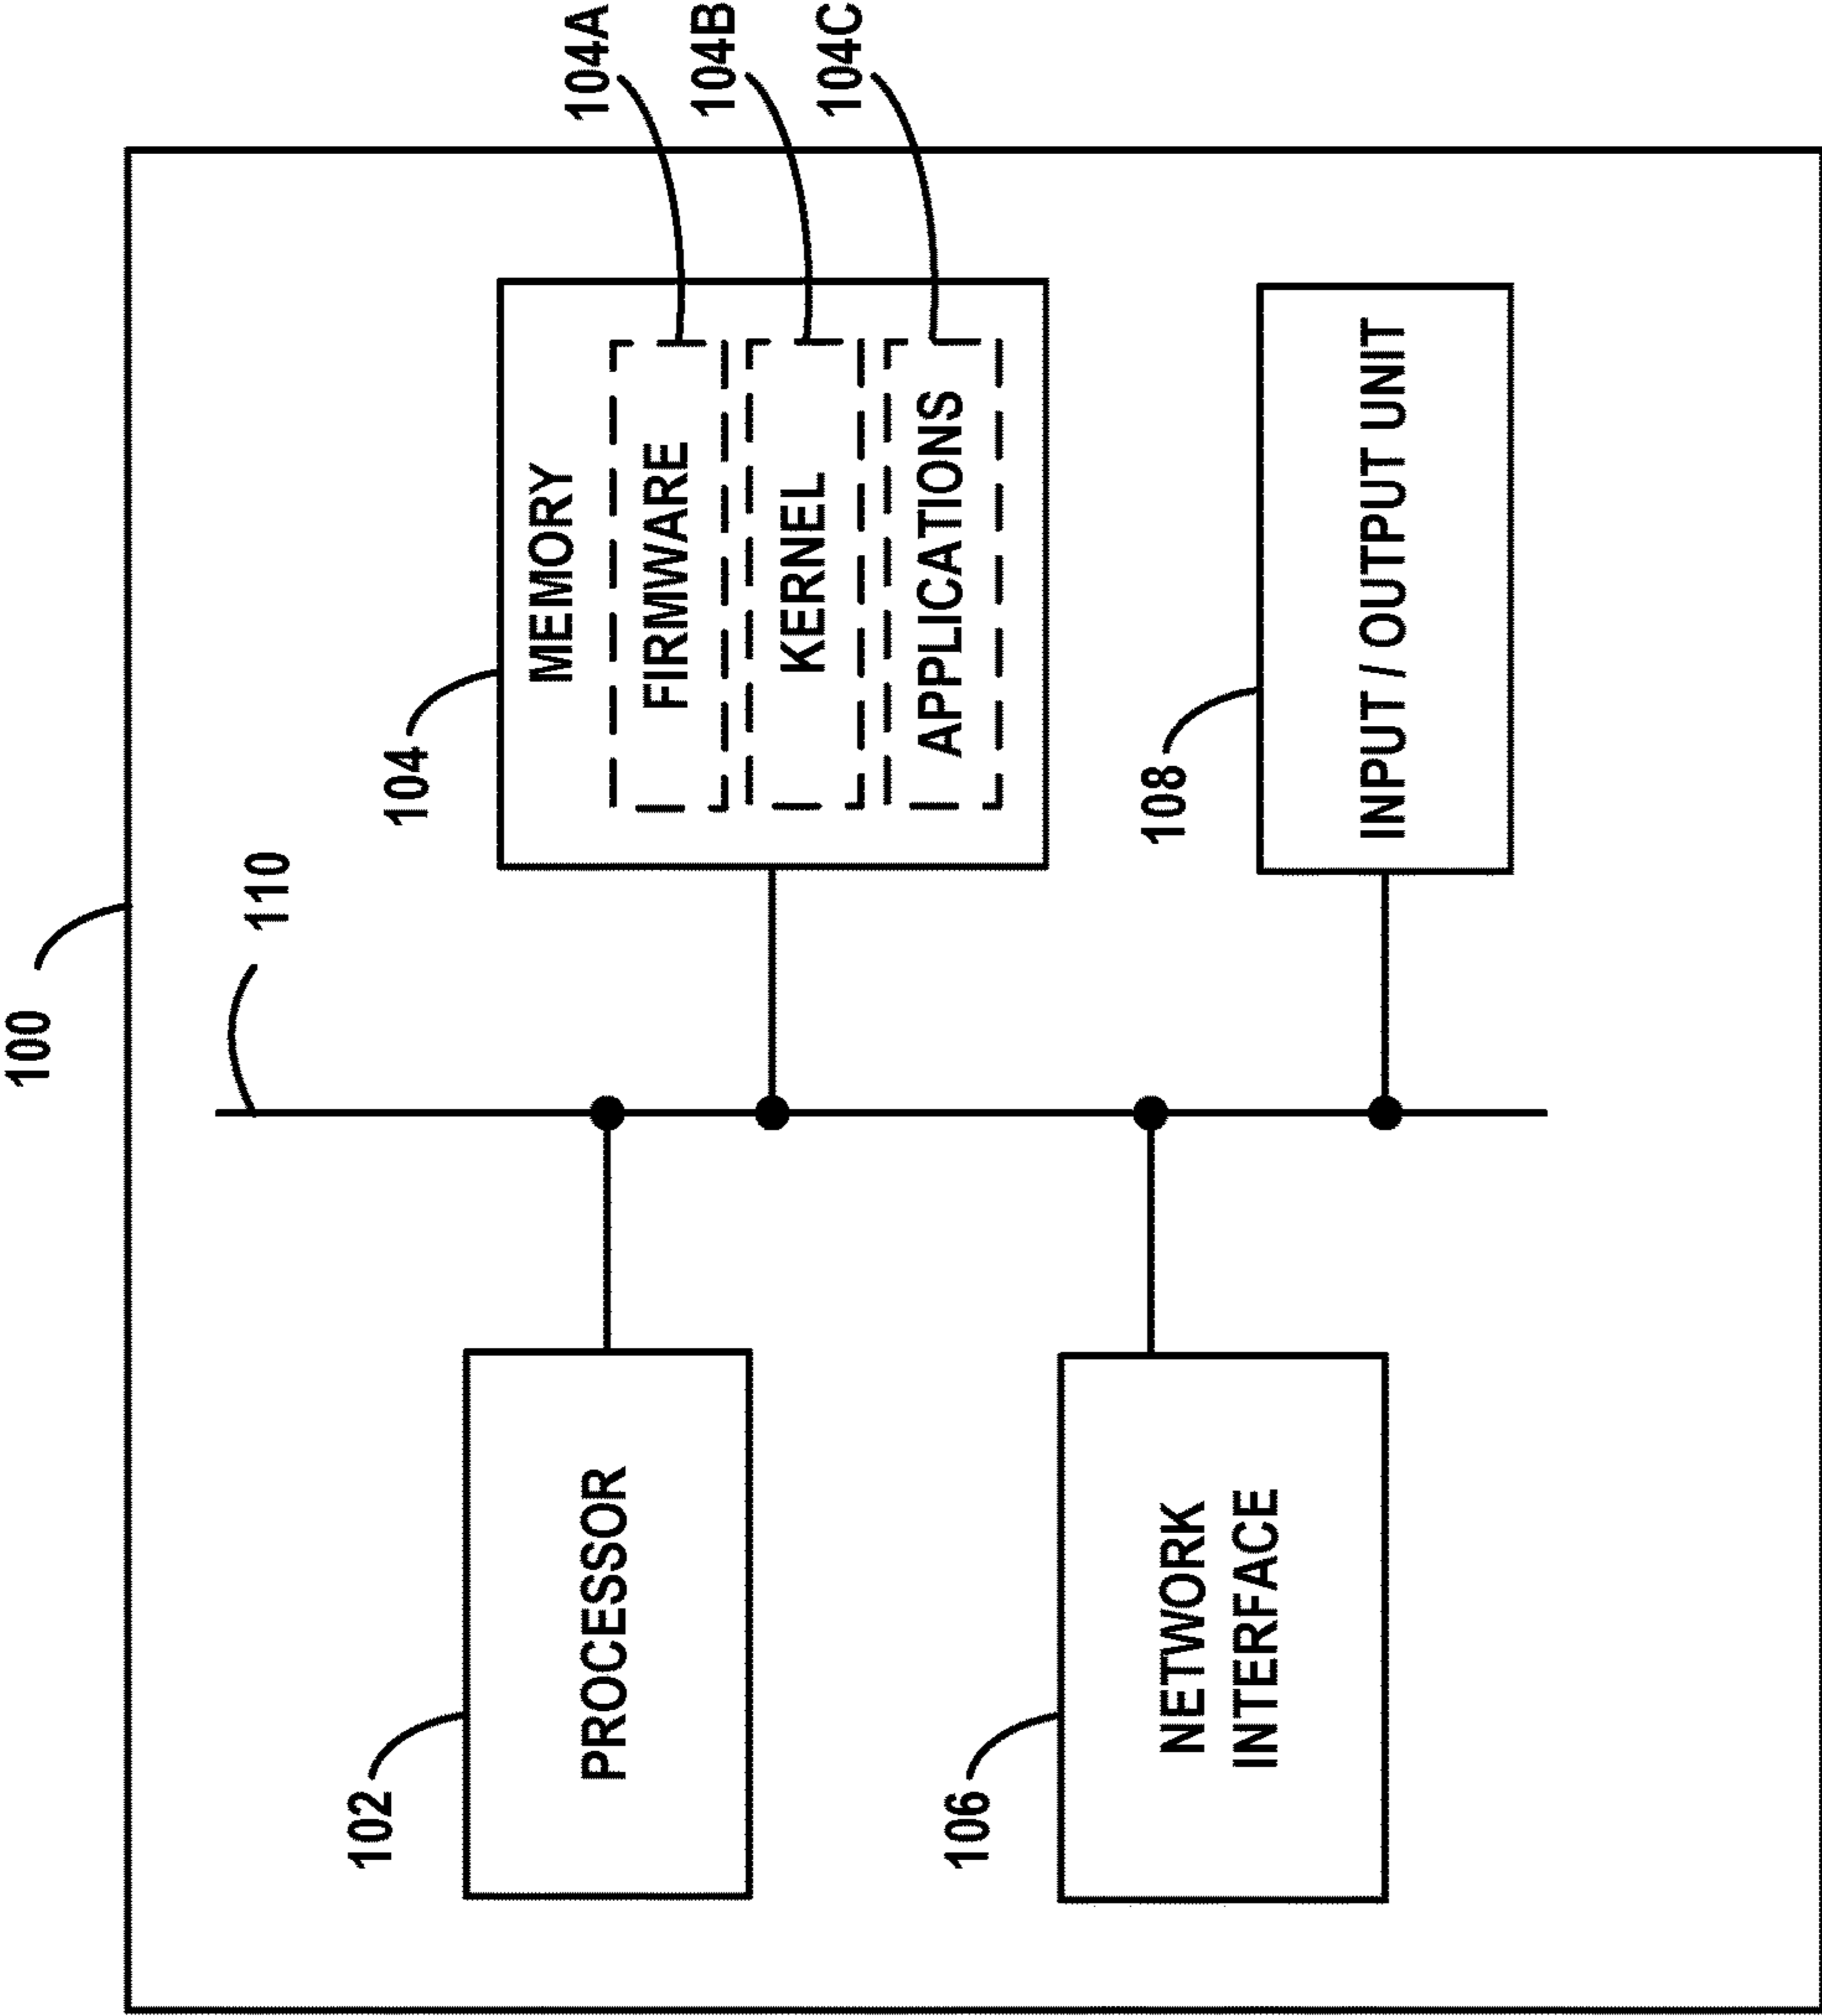 100
110
102
PROCESSOR
104
MEMORY
FIRMWARE
KERNEL
APPLICATIONS
104A
104B
104C
106
NETWORK
INTERFACE
108
INPUT / OUTPUT UNIT